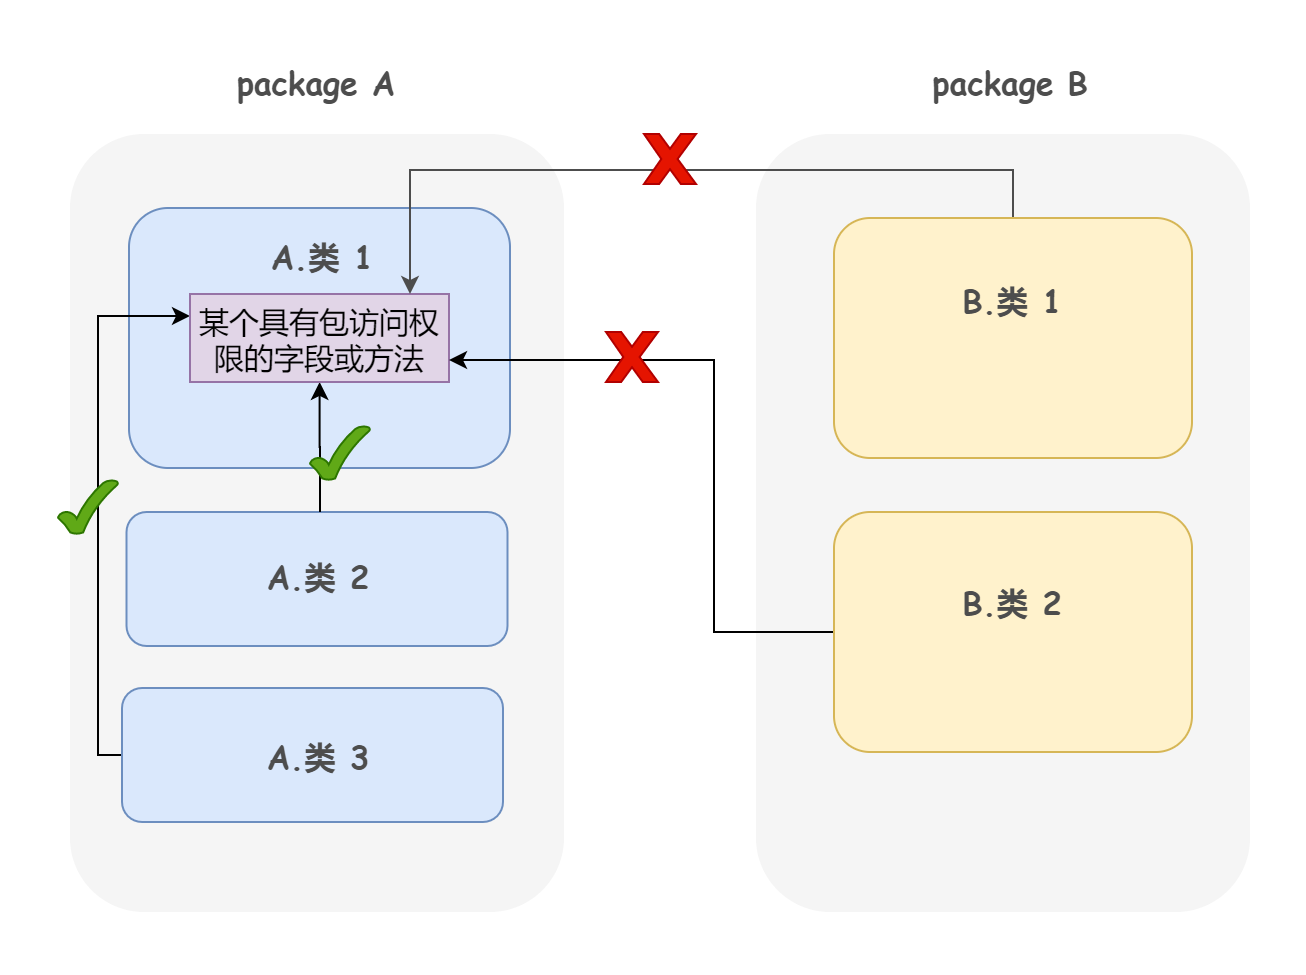 package A
package B
A.类 1
某个具有包访问权
限的字段或方法
A.类 2
A.类 3
B.类 1
B.类 2